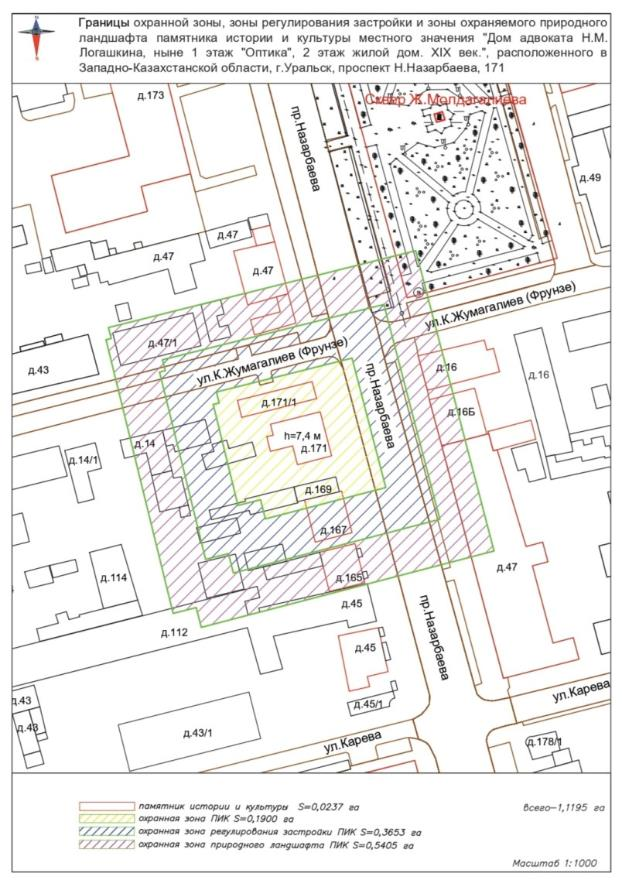 Границы охранной зоны, зоны регулирования застройки и зоны охраняемого природного
ландшафта памятника истории и культуры местного значения "Дом адвоката Н.М.
Логашкина, ныне 1 этаж "Оптика", 2 этаж жилой дом. XIX век.", расположенного в
Западно-Казахстанской области, г.Уральск, проспект Н.Назарбаева, 171
д.173
Сквер Ж.Молдагалиева
пр.Назарбаева
д.49
д.47
д.47
д.47
ул.К.Жумагалиев (Фрунзе)
д.47/1
ул.К.Жумагалиев (Фрунзе)
д.43
пр.Назарбаева
д.16
д.16
д.171/1
д.16Б
h=7,4 м
д.171
д.14
д.14/1
д.169
д.167
д.47
д.165
д.114
д.45
пр.Назарбаева
д.112
д.45
ул.Карева
д.43
д.45/1
д.43
д.43/1
ул.Карева
д.178/1
памятник истории и культуры S=0,0237 га
всего-1,1195 га
охранная зона ПИК S=0,1900 га
охранная зона регулирования застройки ПИК S=0,3653 га
охранная зона природного ландшафта ПИК S=0,5405 га
Масштаб 1:1000